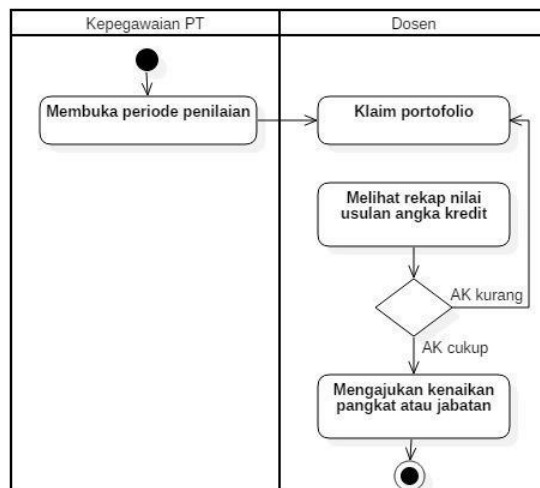 Kepegawaian PT
Dosen
Membuka periode penilaian
Klaim portofolio
Melihat rekap nilai
usulan angka kredit
AK kurang
AK cukup
Mengajukan kenaikan
pangkat atau jabatan